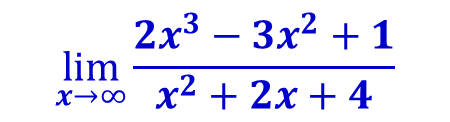 lim x→∞ (2x³ − 3x² + 1)/(x² + 2x + 4)